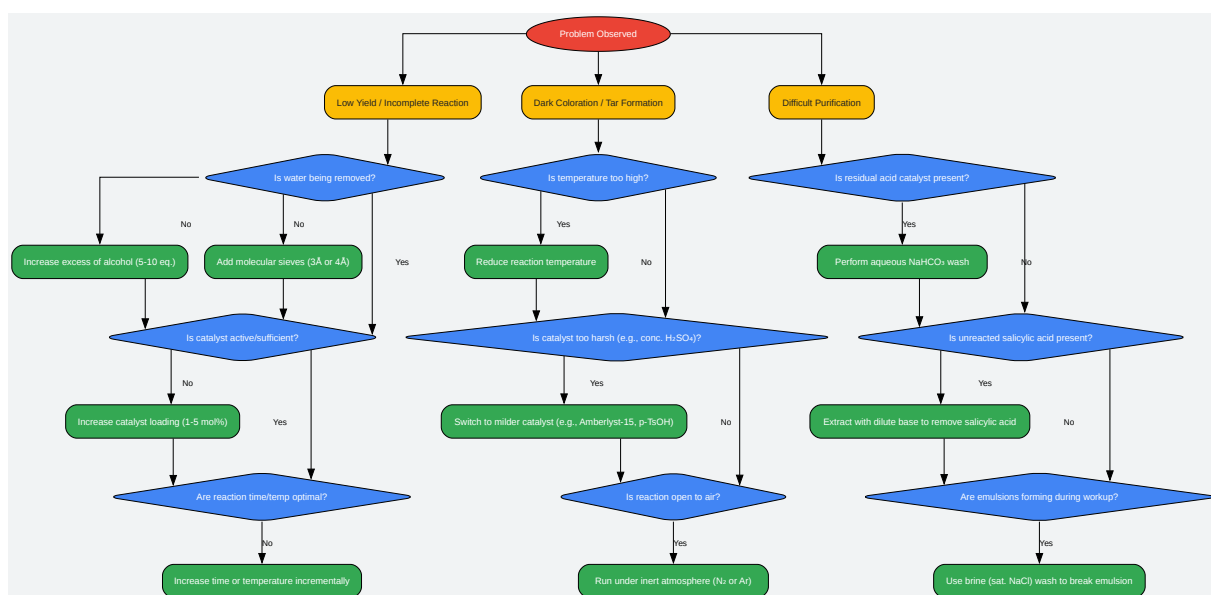 Problem Observed
Low Yield / Incomplete Reaction
Dark Coloration / Tar Formation
Difficult Purification
Is water being removed?
Is temperature too high?
Is residual acid catalyst present?
No
No
Yes
Yes
Increase excess of alcohol (5-10 eq.)
Add molecular sieves (3Å or 4Å)
Yes
Reduce reaction temperature
No
Perform aqueous NaHCO₃ wash
No
Is catalyst active/sufficient?
Is catalyst too harsh (e.g., conc. H₂SO₄)?
Is unreacted salicylic acid present?
No
Yes
Yes
Increase catalyst loading (1-5 mol%)
Yes
Switch to milder catalyst (e.g., Amberlyst-15, p-TsOH)
No
Extract with dilute base to remove salicylic acid
No
Are reaction time/temp optimal?
Is reaction open to air?
Are emulsions forming during workup?
No
Yes
Yes
Increase time or temperature incrementally
Run under inert atmosphere (N₂ or Ar)
Use brine (sat. NaCl) wash to break emulsion